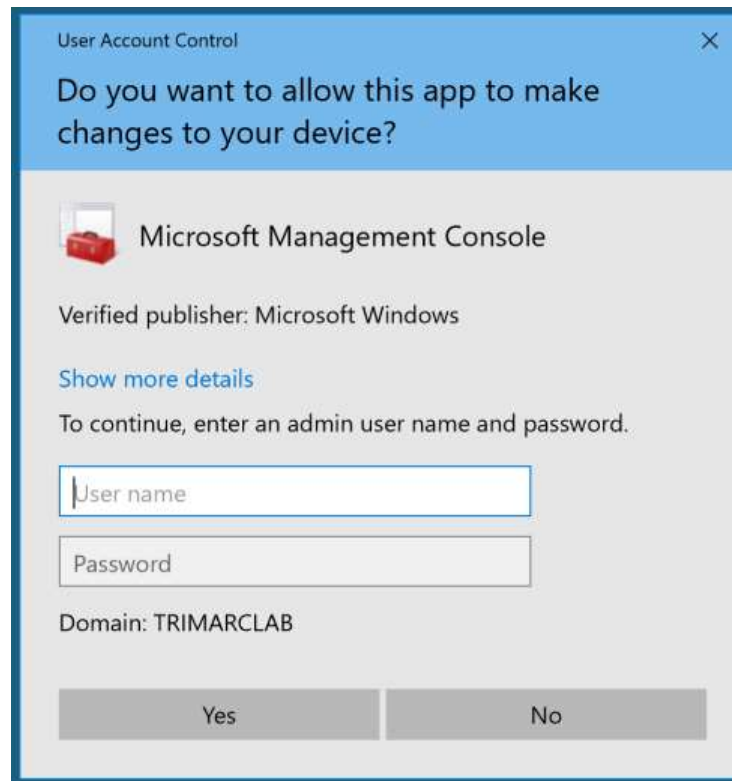 User Account Control
Do you want to allow this app to make
changes to your device?
Microsoft Management Console
Verified publisher: Microsoft Windows
Show more details
To continue, enter an admin user name and password.
User name
Password
Domain: TRIMARCLAB
Yes No